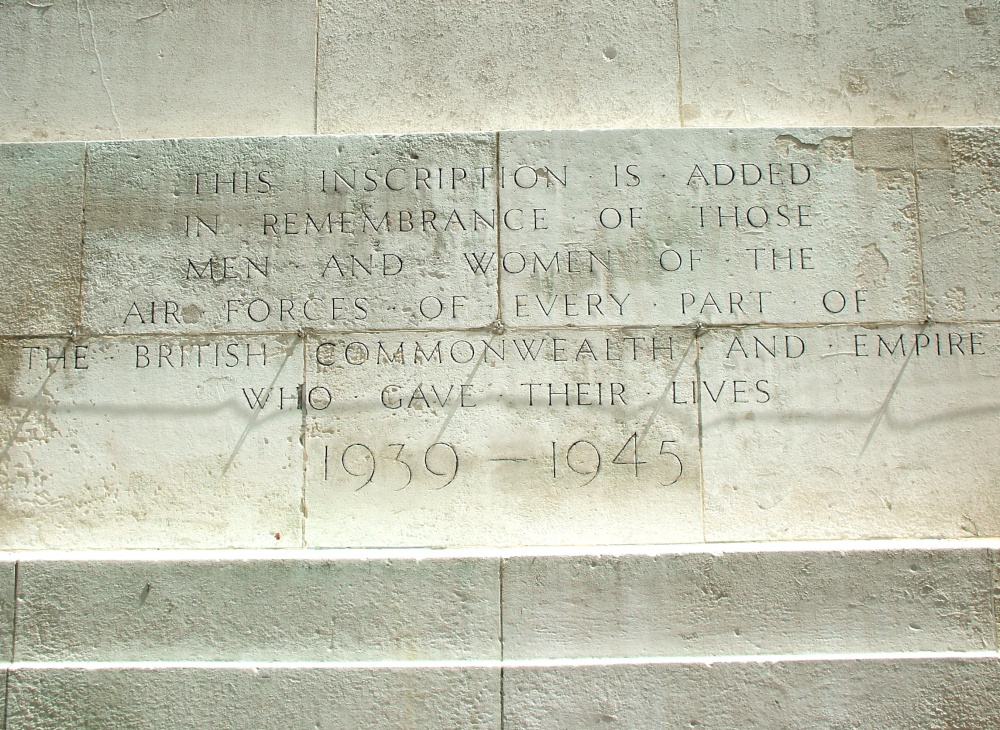 THIS · INSCRIPTION · IS · ADDED
IN · REMEMBRANCE · OF · THOSE
MEN · AND · WOMEN · OF · THE
AIR · FORCES · OF · EVERY · PART · OF
THE · BRITISH · COMMONWEALTH · AND · EMPIRE
WHO · GAVE · THEIR · LIVES
1939 — 1945